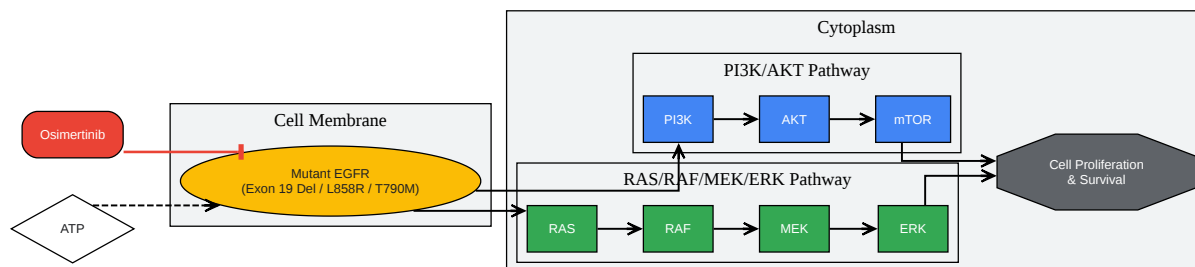 Cytoplasm
PI3K/AKT Pathway
Cell Membrane
PI3K
AKT
mTOR
Osimertinib
Mutant EGFR
(Exon 19 Del / L858R / T790M)
RAS/RAF/MEK/ERK Pathway
Cell Proliferation
& Survival
ATP
RAS
RAF
MEK
ERK